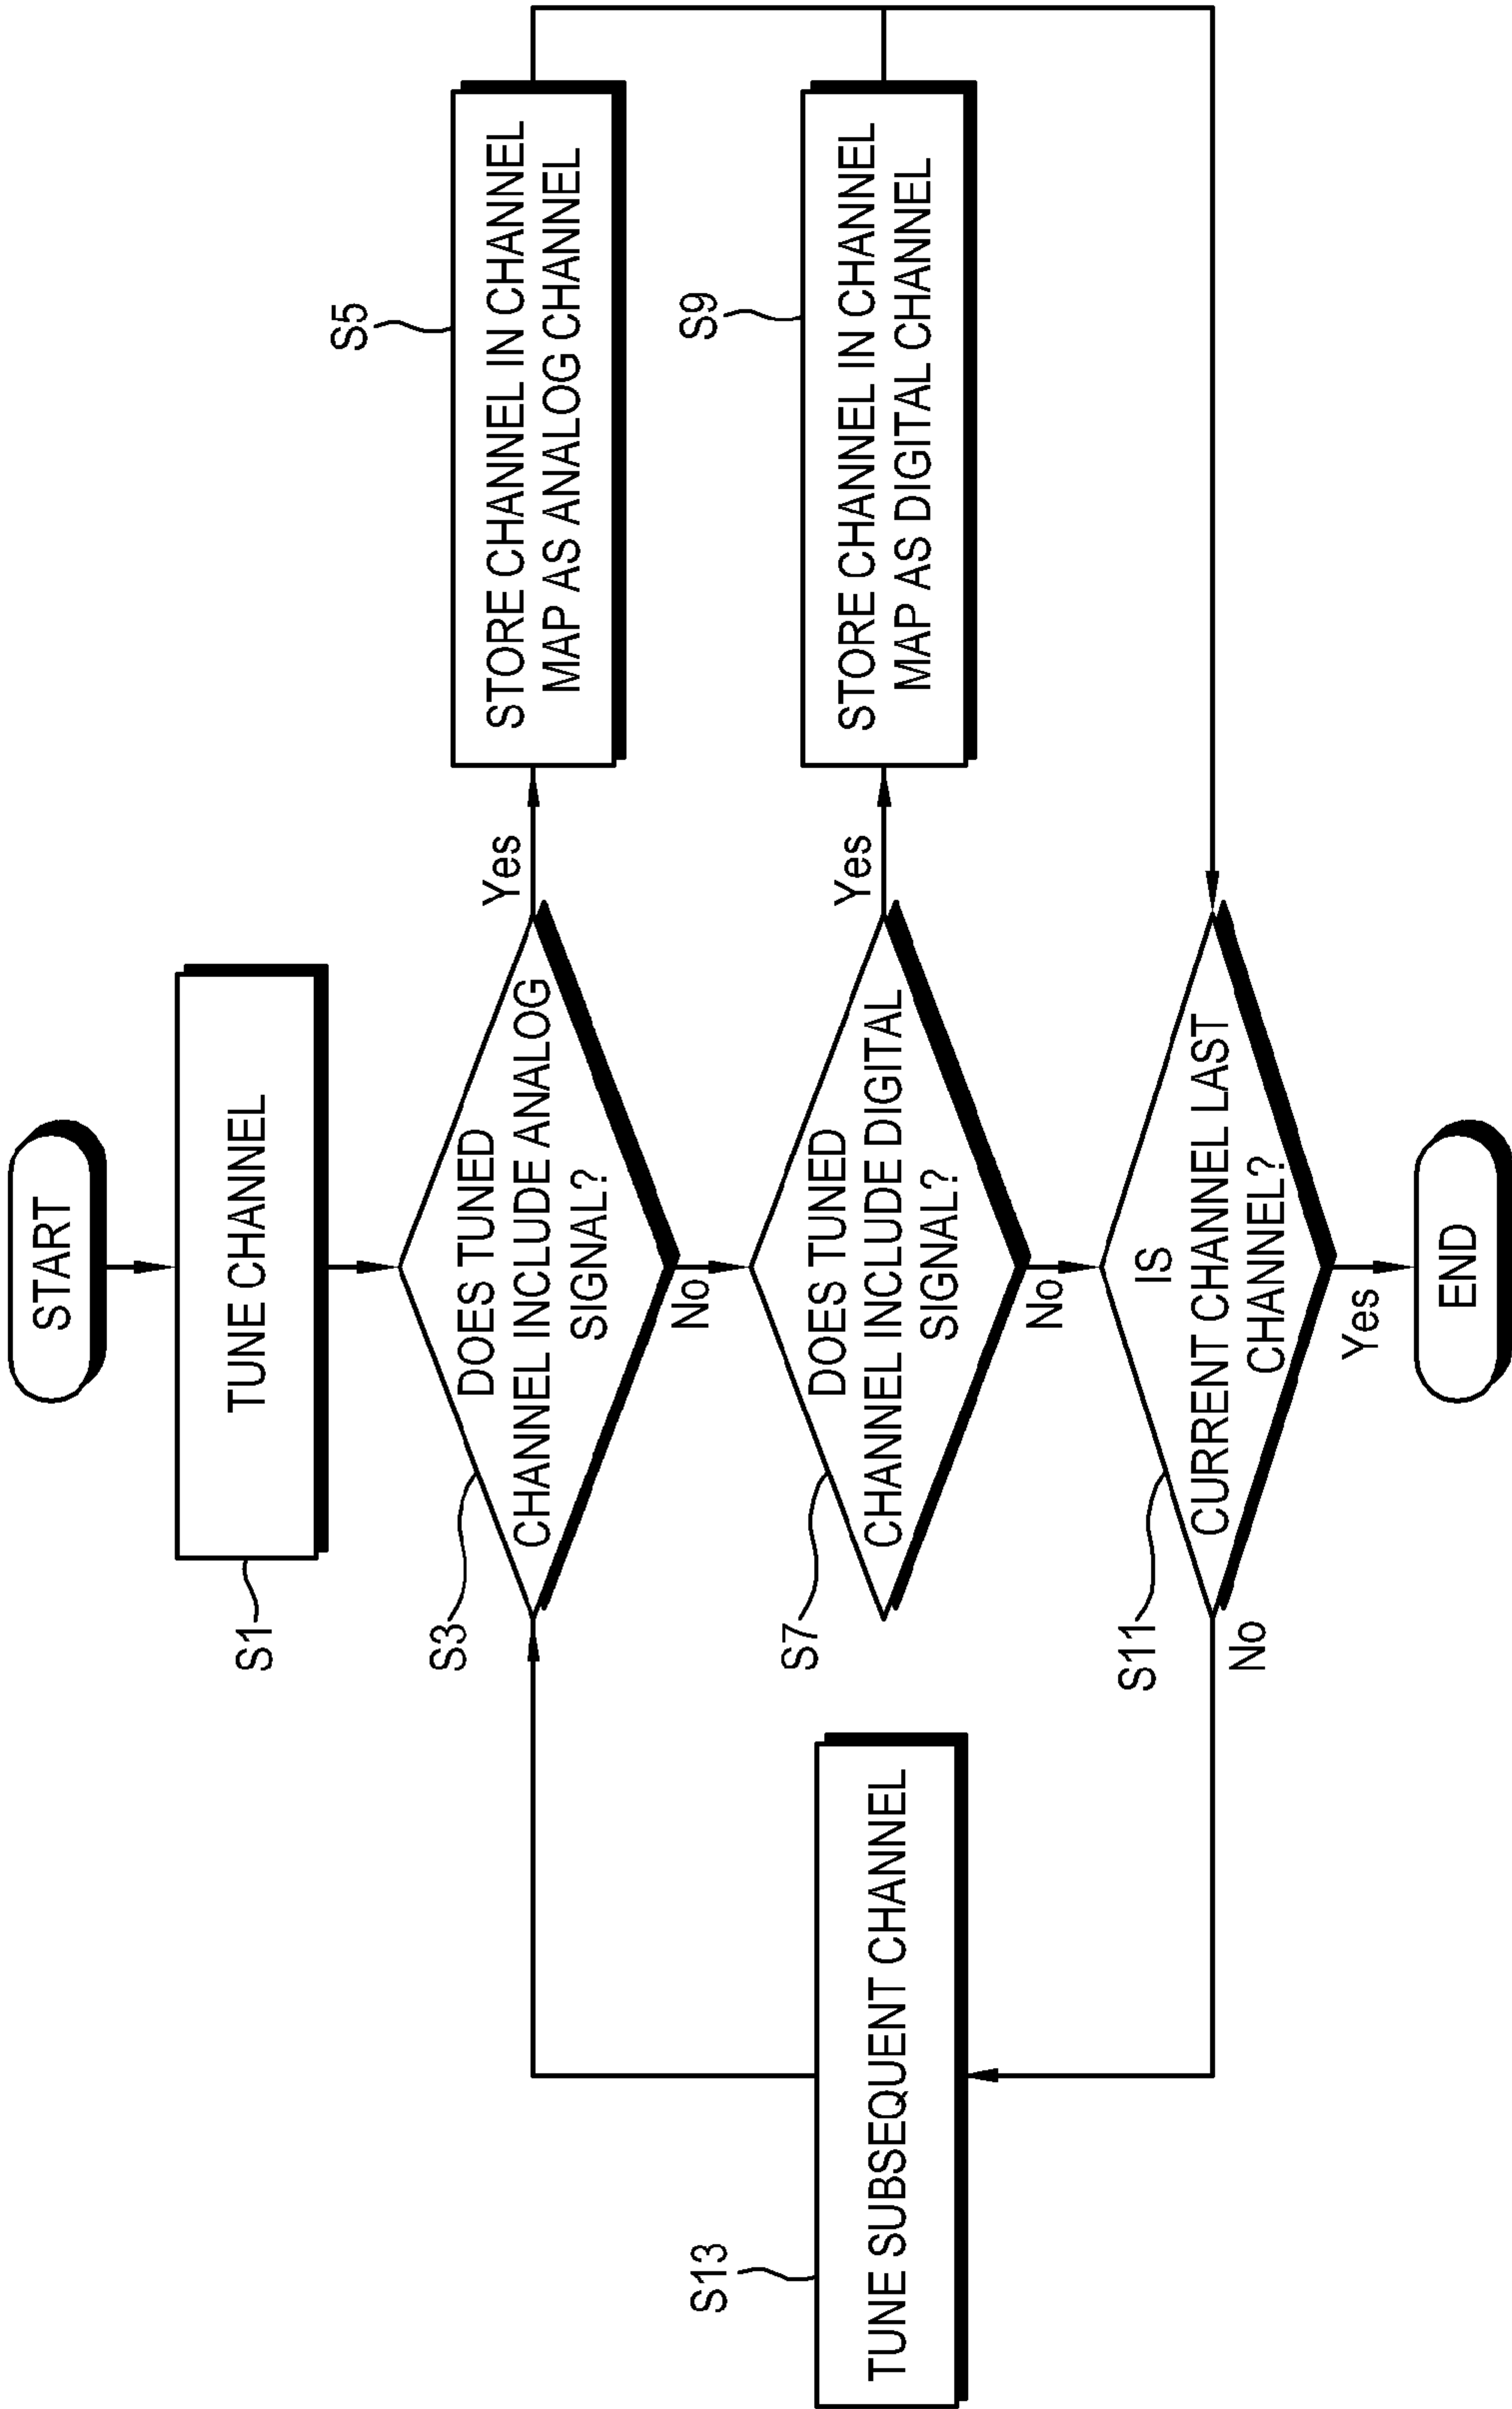 START
TUNE CHANNEL
S1
DOES TUNED
CHANNEL INCLUDE ANALOG
SIGNAL?
S3
Yes
No
STORE CHANNEL IN CHANNEL
MAP AS ANALOG CHANNEL
S5
DOES TUNED
CHANNEL INCLUDE DIGITAL
SIGNAL?
S7
Yes
No
STORE CHANNEL IN CHANNEL
MAP AS DIGITAL CHANNEL
S9
IS
CURRENT CHANNEL LAST
CHANNEL?
S11
No
Yes
TUNE SUBSEQUENT CHANNEL
S13
END